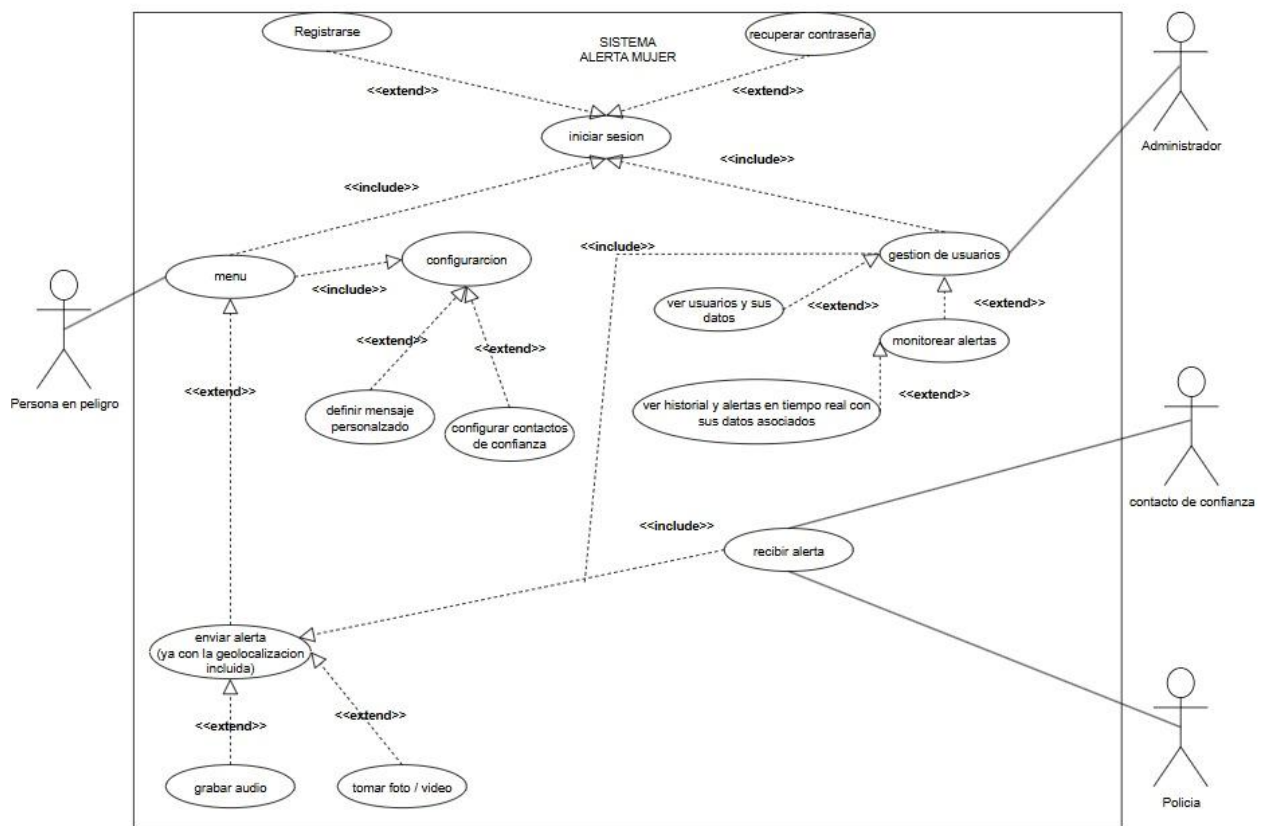 Registrarse
SISTEMA
ALERTA MUJER
recuperar contraseña
<<extend>>
<<extend>>
iniciar sesion
Administrador
<<include>>
<<include>>
<<include>>
configurarcion
gestion de usuarios
menu
<<include>>
ver usuarios y sus
datos
<<extend>>
<<extend>>
monitorear alertas
<<extend>>
<<extend>>
<<extend>>
<<extend>>
Persona en peligro
definir mensaje
personalzado
configurar contactos
de confianza
ver historial y alertas en tiempo real con
sus datos asociados
contacto de confianza
<<include>>
recibir alerta
enviar alerta
(ya con la geolocalizacion
incluida)
<<extend>>
<<extend>>
grabar audio
tomar foto / video
Policia